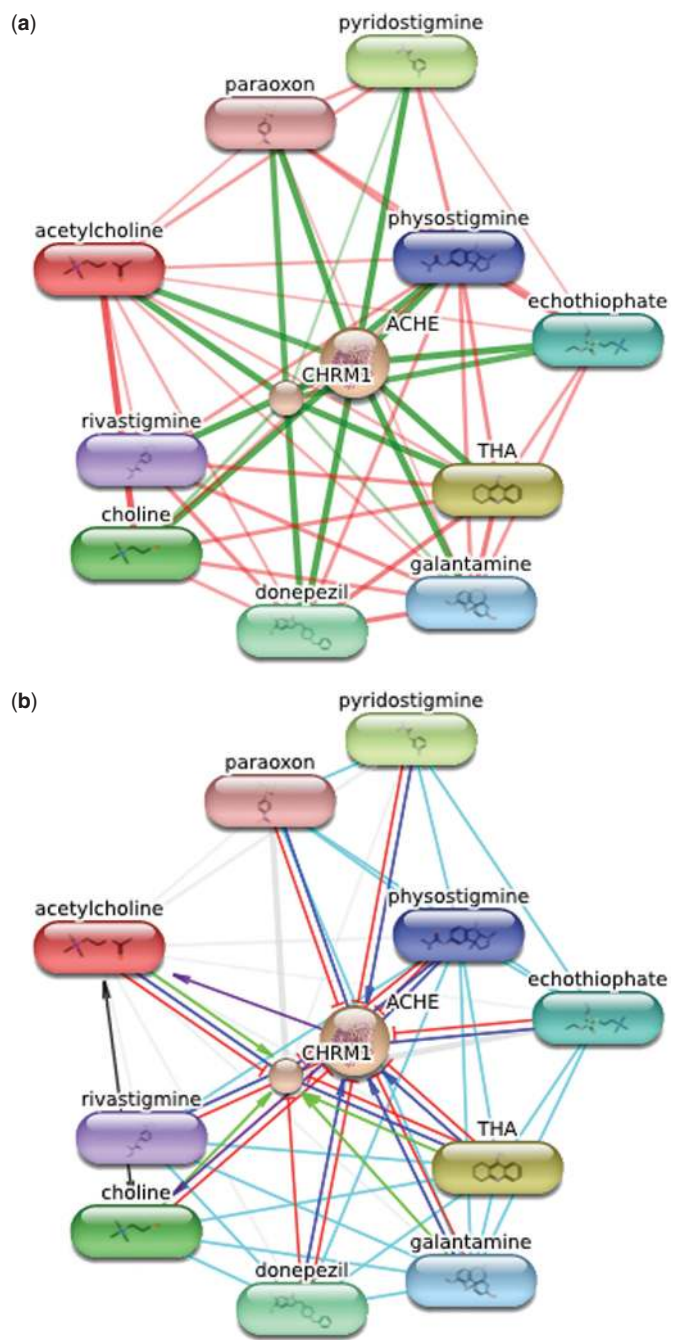 (a)
pyridostigmine
paraoxon
physostigmine
acetylcholine
echothiophate
ACHE
CHRM1
rivastigmine
THA
choline
galantamine
donepezil
(b)
pyridostigmine
paraoxon
physostigmine
acetylcholine
echothiophate
ACHE
CHRM1
rivastigmine
THA
choline
galantamine
donepezil